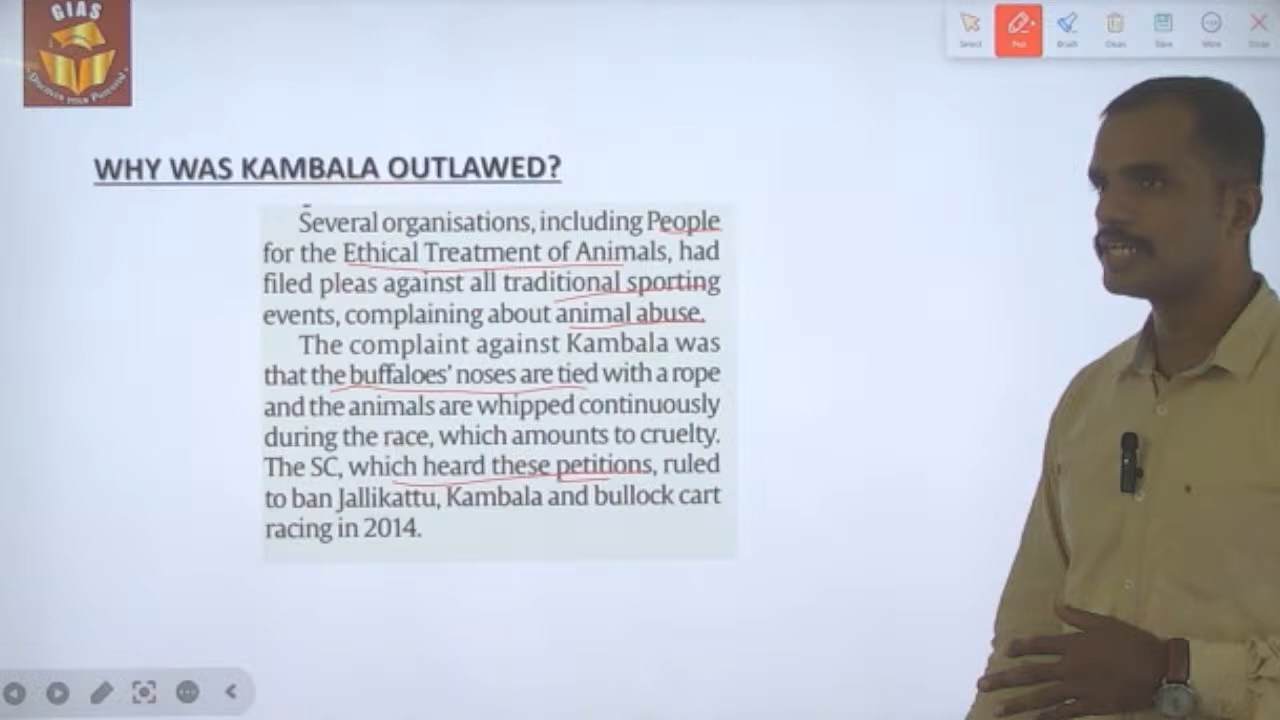 GIAS
DISCOVER YOUR POTENTIAL
Select
Pen
Brush
Clean
Save
More
Close
WHY WAS KAMBALA OUTLAWED?
Several organisations, including People
for the Ethical Treatment of Animals, had
filed pleas against all traditional sporting
events, complaining about animal abuse.
The complaint against Kambala was
that the buffaloes' noses are tied with a rope
and the animals are whipped continuously
during the race, which amounts to cruelty.
The SC, which heard these petitions, ruled
to ban Jallikattu, Kambala and bullock cart
racing in 2014.